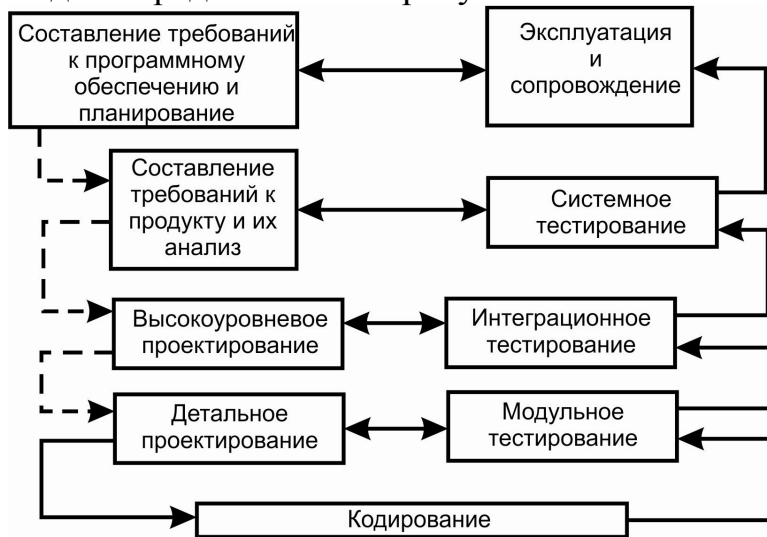 Составление требований
к программному
обеспечению и
планирование
Эксплуатация
и
сопровождение
Составление
требований к
продукту и их
анализ
Системное
тестирование
Высокоуровневое
проектирование
Интеграционное
тестирование
Детальное
проектирование
Модульное
тестирование
Кодирование